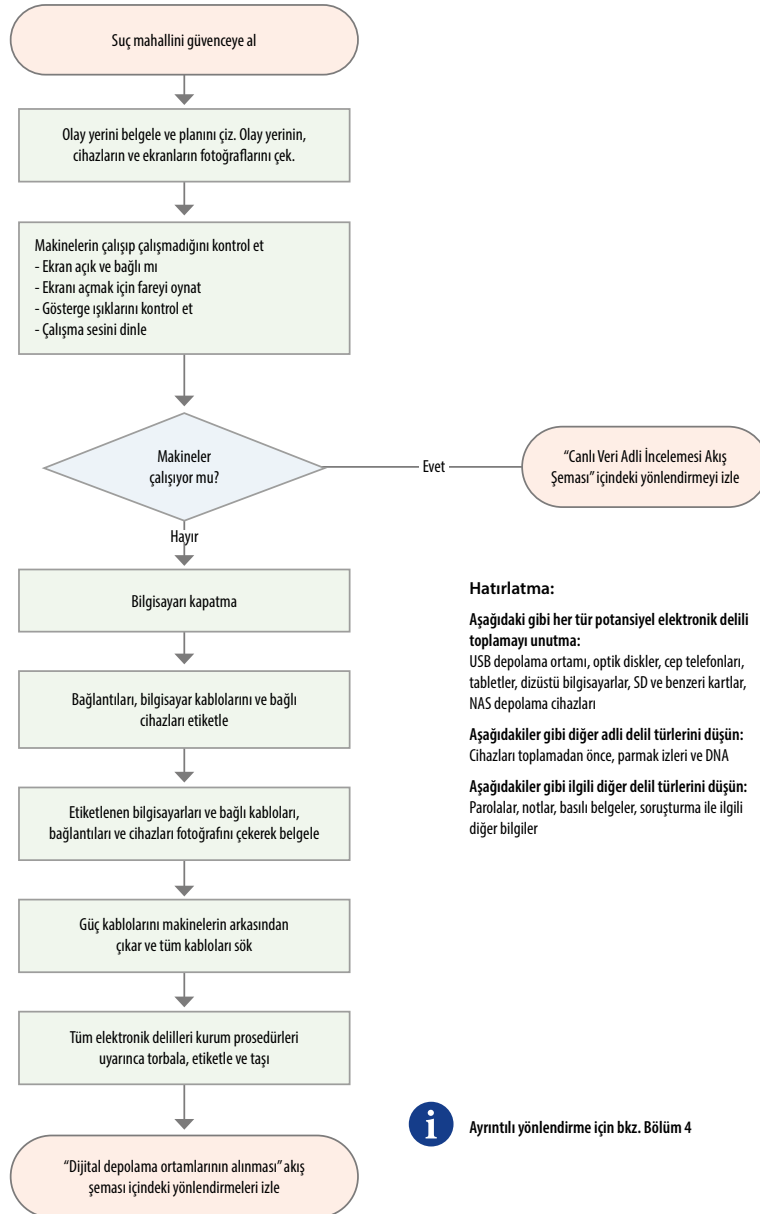 Suç mahallini güvenceye al
Olay yerini belgele ve planını çiz. Olay yerinin,
cihazların ve ekranların fotoğraflarını çek.
Makinelerin çalışıp çalışmadığını kontrol et
- Ekran açık ve bağlı mı
- Ekranı açmak için fareyi oynat
- Gösterge ışıklarını kontrol et
- Çalışma sesini dinle
Makineler
çalışıyor mu?
Evet
“Canlı Veri Adli İncelemesi Akış
Şeması” içindeki yönlendirmeyi izle
Hayır
Bilgisayarı kapatma
Bağlantıları, bilgisayar kablolarını ve bağlı
cihazları etiketle
Etiketlenen bilgisayarları ve bağlı kabloları,
bağlantıları ve cihazları fotoğrafını çekerek belgele
Güç kablolarını makinelerin arkasından
çıkar ve tüm kabloları sök
Tüm elektronik delilleri kurum prosedürleri
uyarınca torbala, etiketle ve taşı
“Dijital depolama ortamlarının alınması” akış
şeması içindeki yönlendirmeleri izle
Hatırlatma:
Aşağıdaki gibi her tür potansiyel elektronik delili
toplamayı unutma:
USB depolama ortamı, optik diskler, cep telefonları,
tabletler, dizüstü bilgisayarlar, SD ve benzeri kartlar,
NAS depolama cihazları
Aşağıdakiler gibi diğer adli delil türlerini düşün:
Cihazları toplamadan önce, parmak izleri ve DNA
Aşağıdakiler gibi ilgili diğer delil türlerini düşün:
Parolalar, notlar, basılı belgeler, soruşturma ile ilgili
diğer bilgiler
i
Ayrıntılı yönlendirme için bkz. Bölüm 4